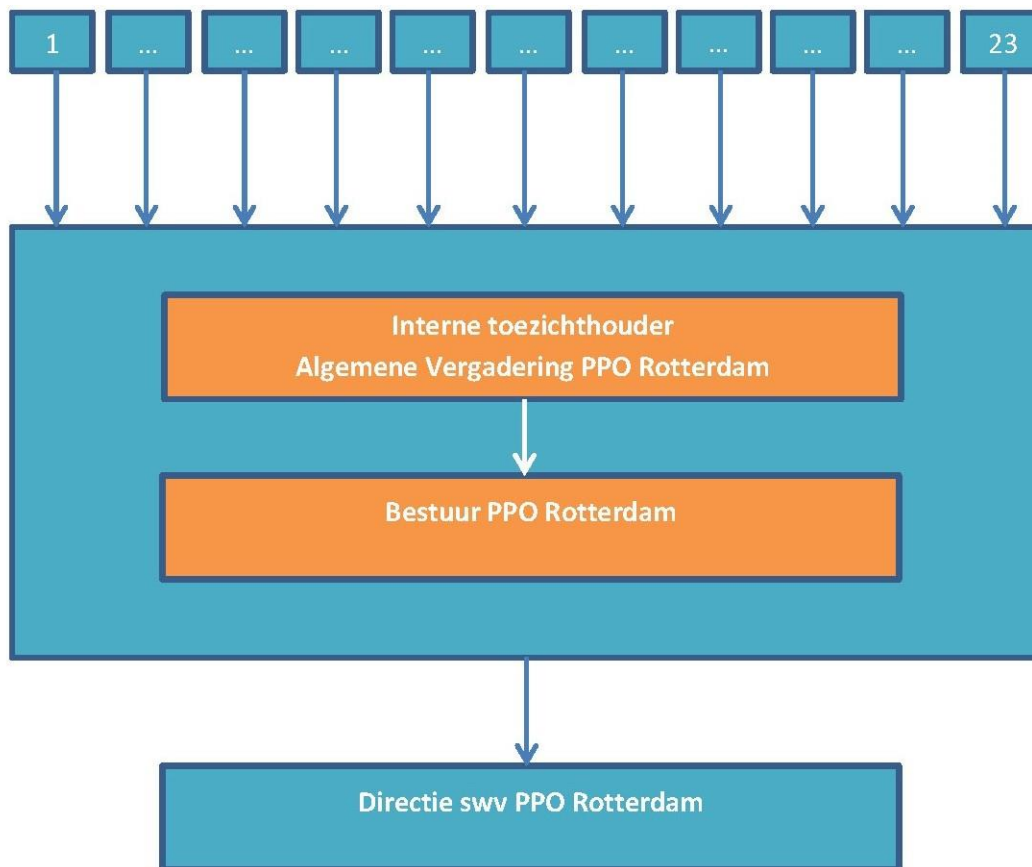 1 ... ... ... ... ... ... ... ... ... 23
Interne toezichthouder
Algemene Vergadering PPO Rotterdam
Bestuur PPO Rotterdam
Directie swv PPO Rotterdam